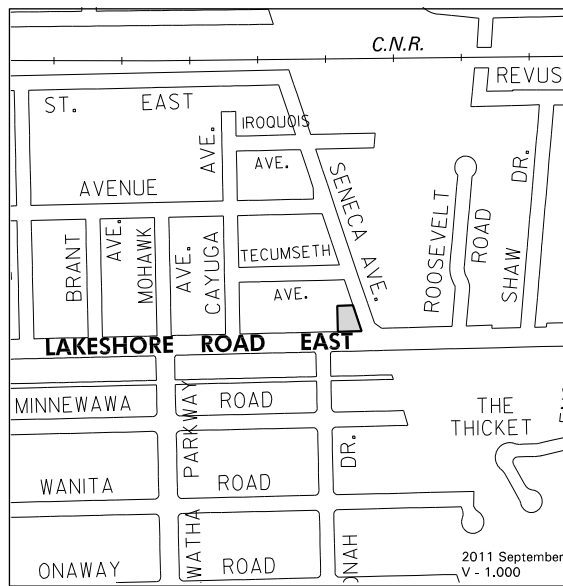 C.N.R.
REVUS
ST. EAST
IROQUOIS
AVE.
AVE.
AVENUE
SENECA AVE.
ROOSEVELT
ROAD
SHAW
DR.
BRANT
AVE.
MOHAWK
AVE.
CAYUGA
TECUMSETH
AVE.
LAKESHORE ROAD EAST
MINNEWAWA ROAD
PARKWAY
THE
THICKET
WANITA ROAD
DR.
WATHA
ONAH
ONAWAY ROAD
2011 September
V - 1.000